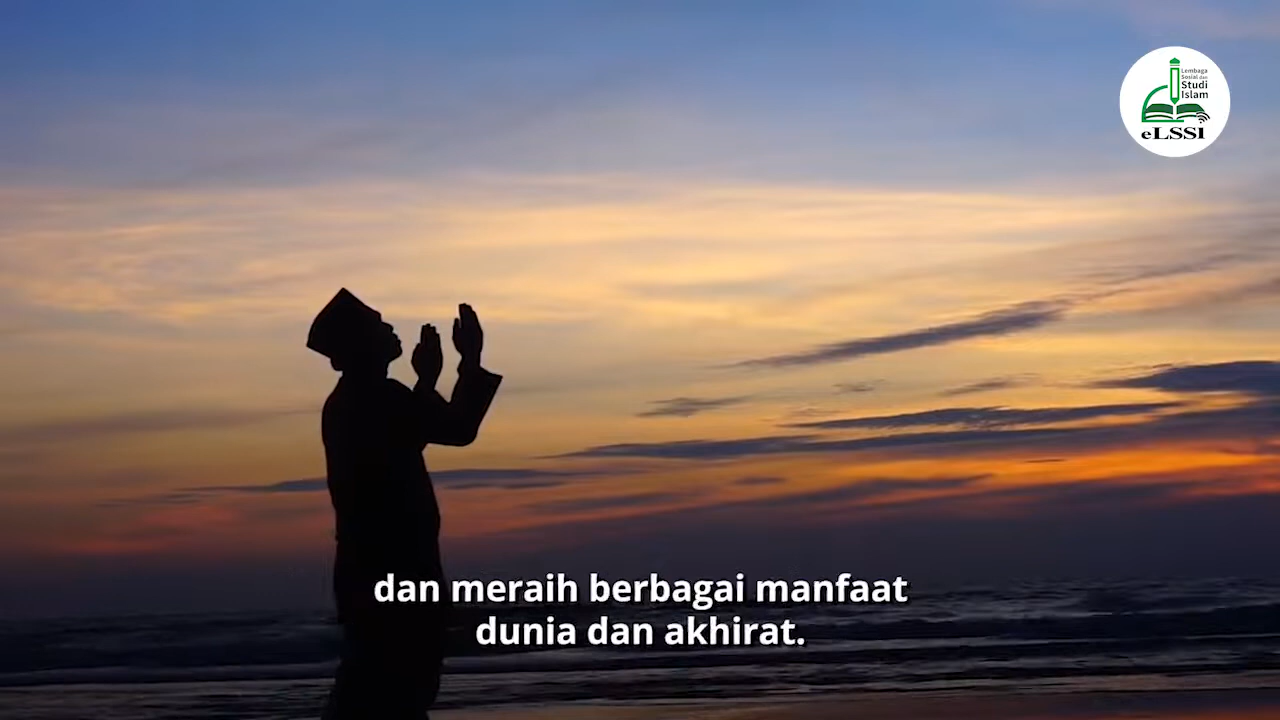 Lembaga
Sosial dan
Studi
Islam
eLSSI
dan meraih berbagai manfaat
dunia dan akhirat.